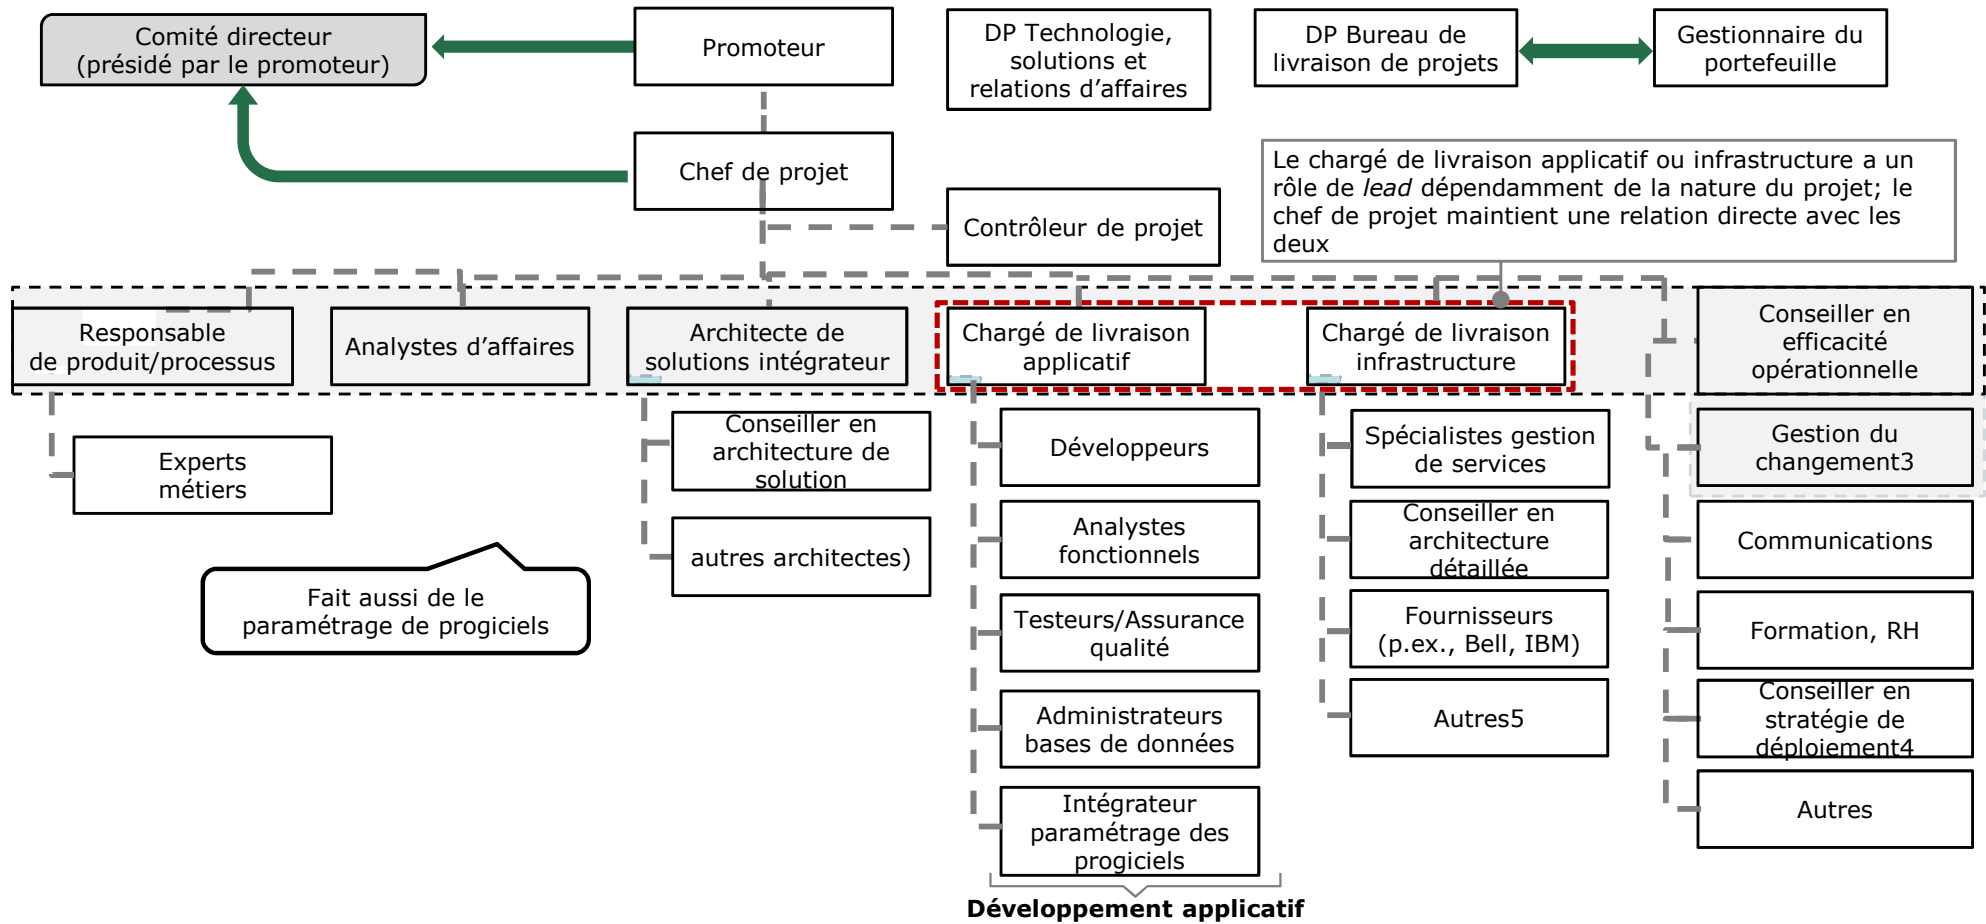 Comité directeur
(présidé par le promoteur)
Promoteur
DP Technologie,
solutions et
relations d’affaires
DP Bureau de
livraison de projets
Gestionnaire du
portefeuille
Chef de projet
Le chargé de livraison applicatif ou infrastructure a un
rôle de lead dépendamment de la nature du projet; le
chef de projet maintient une relation directe avec les
deux
Contrôleur de projet
Responsable
de produit/processus
Analystes d’affaires
Architecte de
solutions intégrateur
Chargé de livraison
applicatif
Chargé de livraison
infrastructure
Conseiller en
efficacité
opérationnelle
Experts
métiers
Conseiller en
architecture de
solution
autres architectes)
Fait aussi de le
paramétrage de progiciels
Développeurs
Analystes
fonctionnels
Testeurs/Assurance
qualité
Administrateurs
bases de données
Intégrateur
paramétrage des
progiciels
Développement applicatif
Spécialistes gestion
de services
Conseiller en
architecture
détaillée
Fournisseurs
(p.ex., Bell, IBM)
Autres5
Gestion du
changement3
Communications
Formation, RH
Conseiller en
stratégie de
déploiement4
Autres